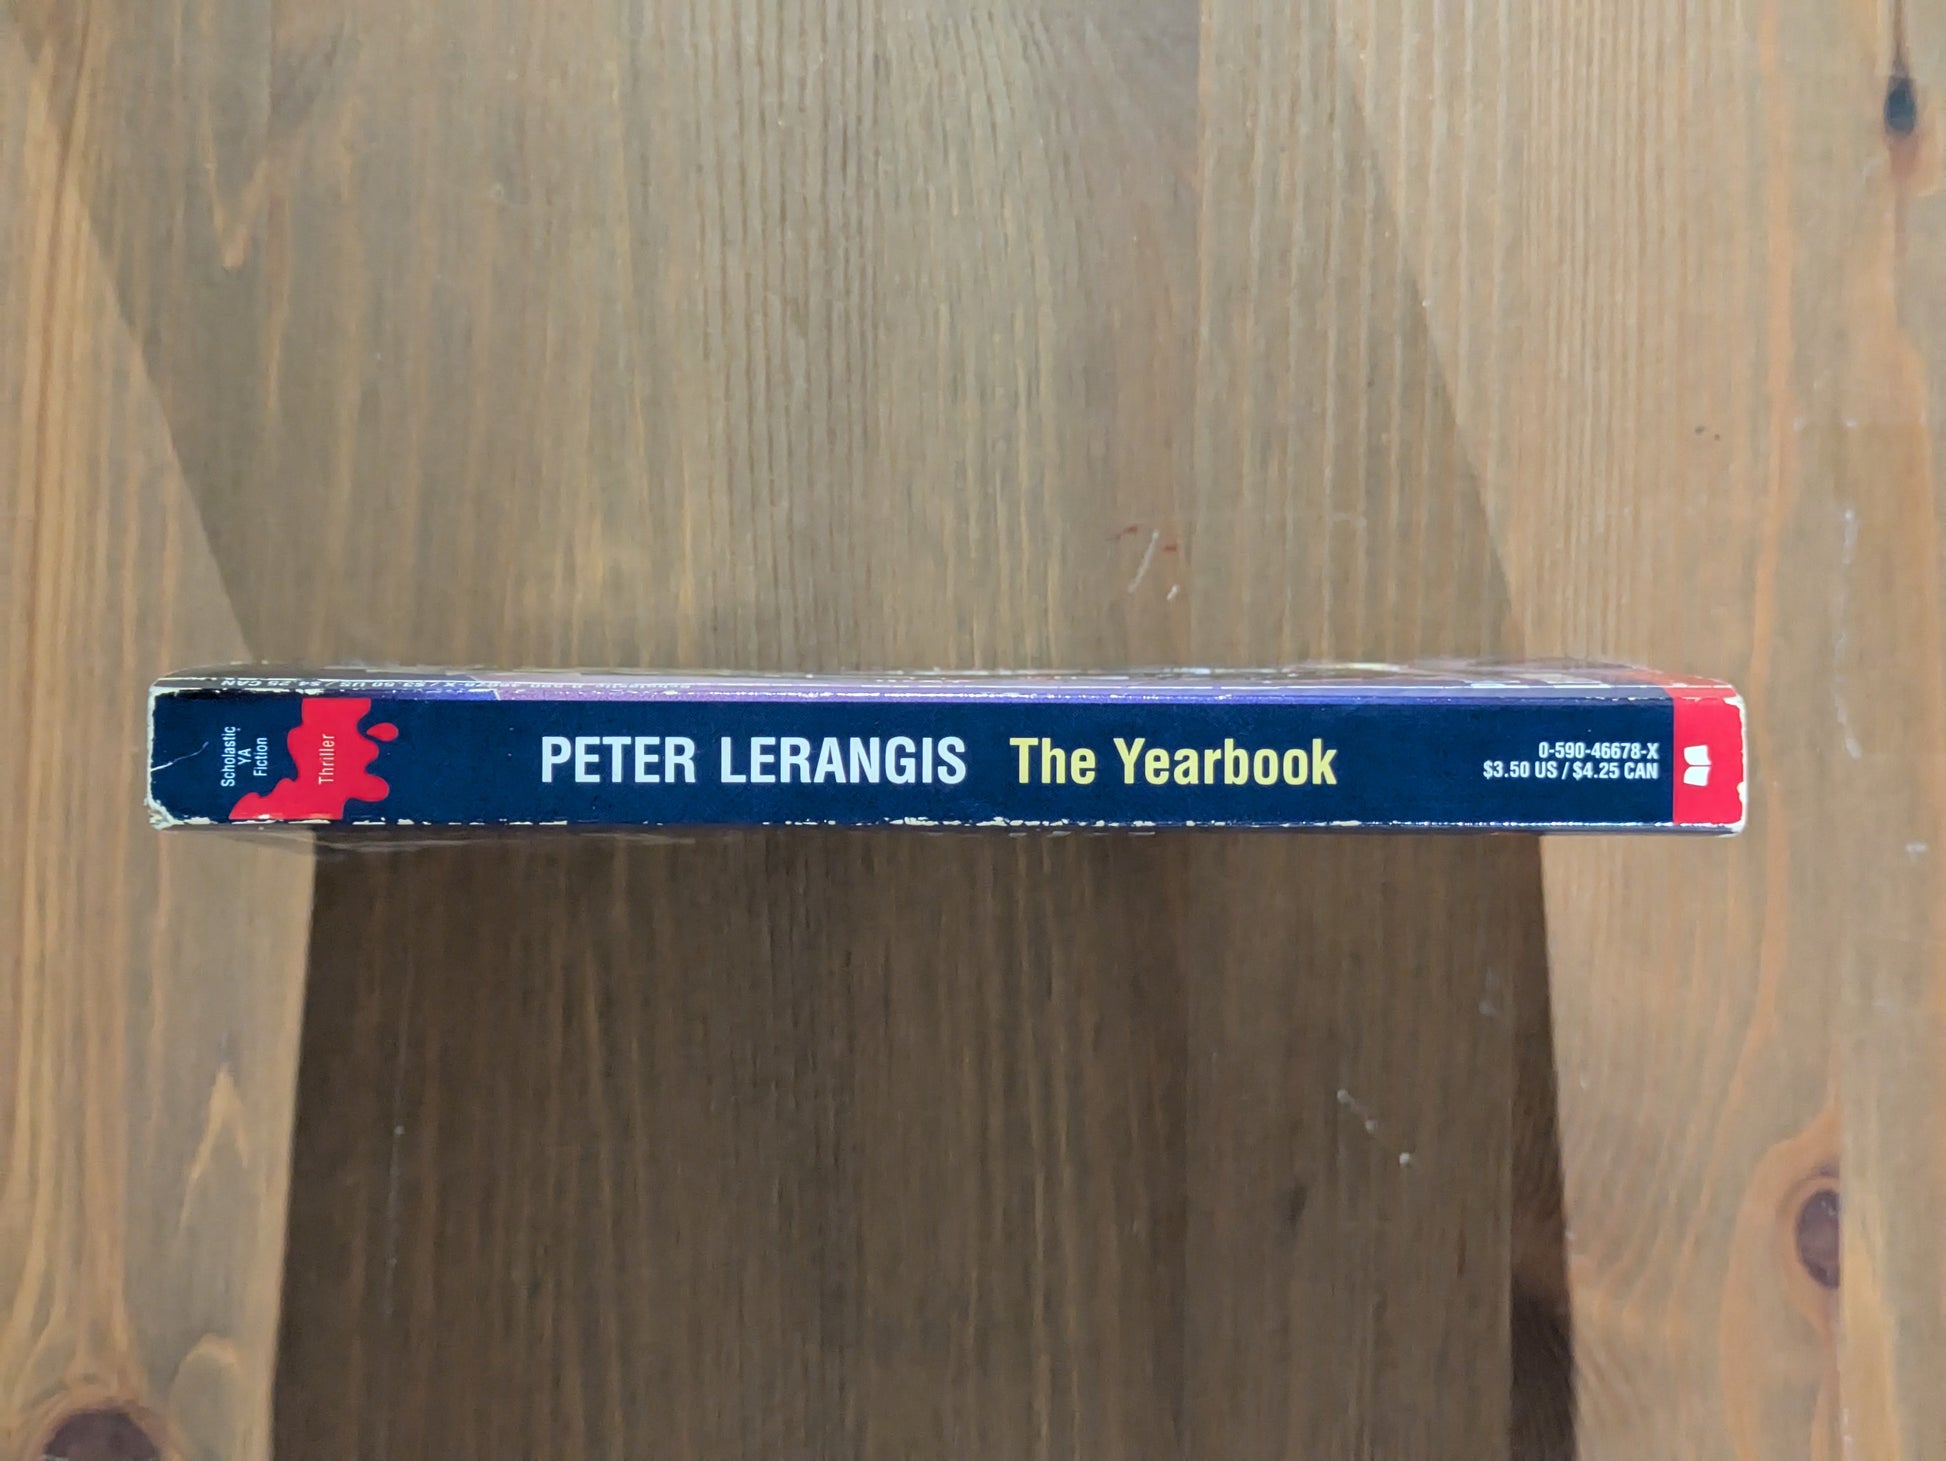 Scholastic
YA
Fiction
Thriller
PETER LERANGIS The Yearbook
0-590-46678-X
$3.50 US / $4.25 CAN